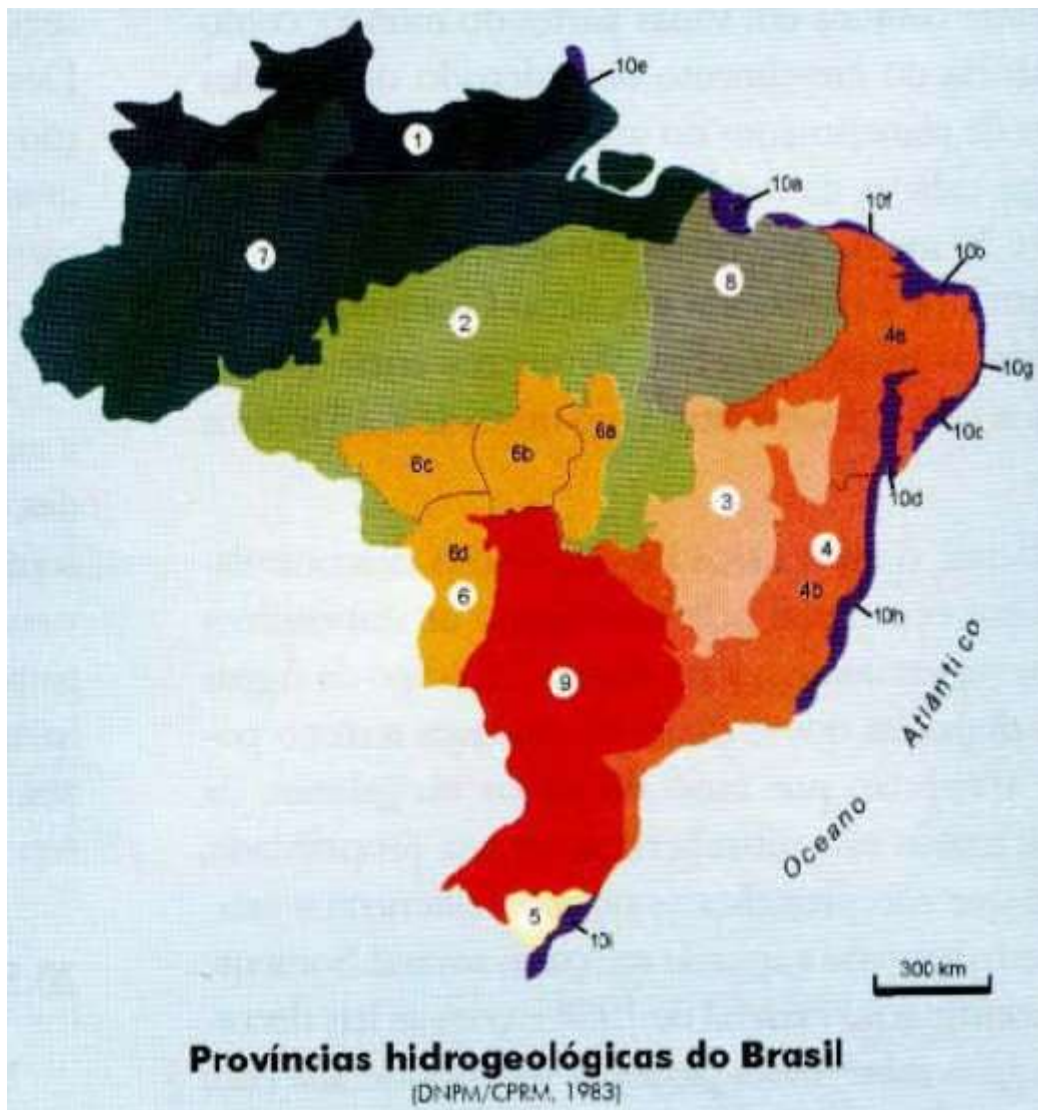 10e
1
10a
10f
7
10b
8
2
4a
10g
6a
6b
6c
10c
3
10d
6d
4
6
4b
10h
9
Oceano Atlântico
5
10i
300 km
Províncias hidrogeológicas do Brasil
(DNPM/CPRM, 1983)